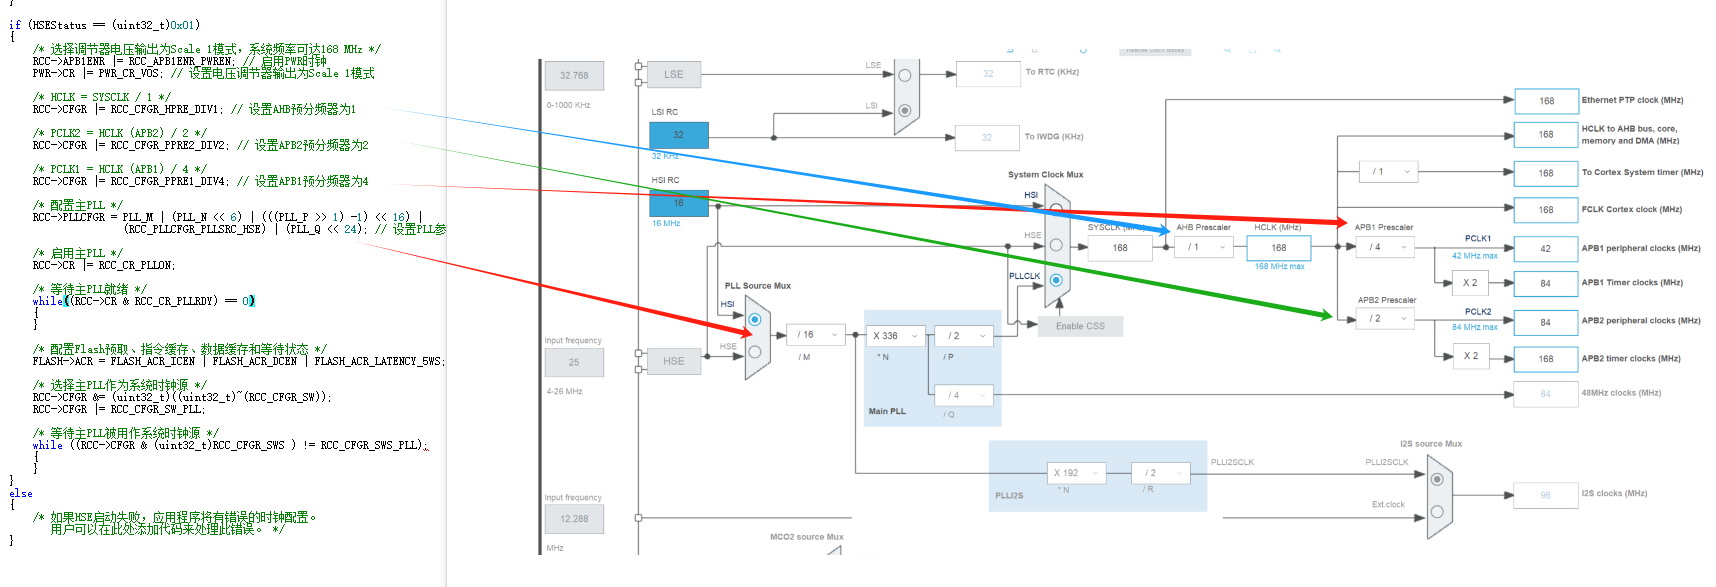 }
if (HSEStatus == (uint32_t)0x01)
{
/* 选择调节器电压输出为Scale 1模式，系统频率可达168 MHz */
RCC->APB1ENR |= RCC_APB1ENR_PWREN; // 启用PWR时钟
PWR->CR |= PWR_CR_VOS; // 设置电压调节器输出为Scale 1模式
/* HCLK = SYSCLK / 1 */
RCC->CFGR |= RCC_CFGR_HPRE_DIV1; // 设置AHB预分频器为1
/* PCLK2 = HCLK (APB2) / 2 */
RCC->CFGR |= RCC_CFGR_PPRE2_DIV2; // 设置APB2预分频器为2
/* PCLK1 = HCLK (APB1) / 4 */
RCC->CFGR |= RCC_CFGR_PPRE1_DIV4; // 设置APB1预分频器为4
/* 配置主PLL */
RCC->PLLCFGR = PLL_M | (PLL_N << 6) | (((PLL_P >> 1) -1) << 16) |
(RCC_PLLCFGR_PLLSRC_HSE) | (PLL_Q << 24); // 设置PLL参
/* 启用主PLL */
RCC->CR |= RCC_CR_PLLON;
/* 等待主PLL就绪 */
while((RCC->CR & RCC_CR_PLLRDY) == 0)
{
}
/* 配置Flash预取、指令缓存、数据缓存和等待状态 */
FLASH->ACR = FLASH_ACR_ICEN | FLASH_ACR_DCEN | FLASH_ACR_LATENCY_5WS;
/* 选择主PLL作为系统时钟源 */
RCC->CFGR &= (uint32_t)((uint32_t)~(RCC_CFGR_SW));
RCC->CFGR |= RCC_CFGR_SW_PLL;
/* 等待主PLL被用作系统时钟源 */
while ((RCC->CFGR & (uint32_t)RCC_CFGR_SWS ) != RCC_CFGR_SWS_PLL);
{
}
}
else
{
/* 如果HSE启动失败，应用程序将有错误的时钟配置。
用户可以在此处添加代码来处理此错误。 */
}
32.768
0-1000 KHz
LSE
LSE
32
To RTC (KHz)
LSI RC
LSI
32
32 KHz
32
To IWDG (KHz)
HSI RC
16
16 MHz
System Clock Mux
HSI
HSE
PLLCLK
SYSCLK (MHz)
168
AHB Prescaler
/ 1
HCLK (MHz)
168
168 MHz max
168
Ethernet PTP clock (MHz)
168
HCLK to AHB bus, core,
memory and DMA (MHz)
/ 1
168
To Cortex System timer (MHz)
168
FCLK Cortex clock (MHz)
APB1 Prescaler
/ 4
PCLK1
42 MHz max
42
APB1 peripheral clocks (MHz)
X 2
84
APB1 Timer clocks (MHz)
APB2 Prescaler
/ 2
PCLK2
84 MHz max
84
APB2 peripheral clocks (MHz)
X 2
168
APB2 timer clocks (MHz)
84
48MHz clocks (MHz)
PLL Source Mux
HSI
HSE
/ 16
/ M
X 336
* N
/ 2
/ P
/ 4
/ Q
Main PLL
Enable CSS
Input frequency
25
4-26 MHz
HSE
X 192
* N
/ 2
/ R
PLLI2S
PLLI2SCLK
PLLI2SCLK
I2S source Mux
Ext.clock
96
I2S clocks (MHz)
Input frequency
12.288
MHz
MCO2 source Mux